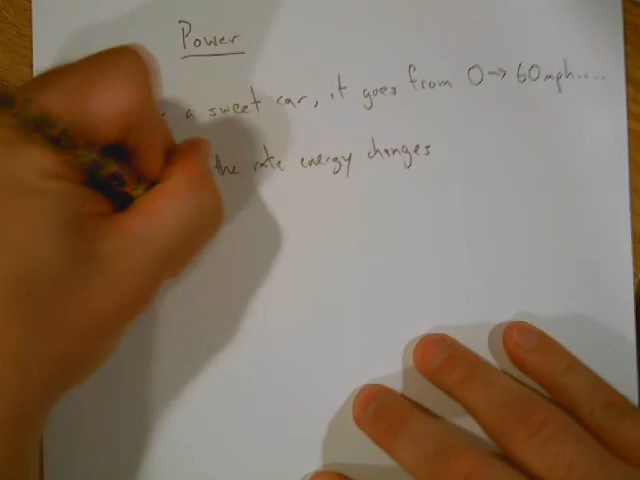 Power
a sweet car, it goes from 0→60mph....
the rate energy changes